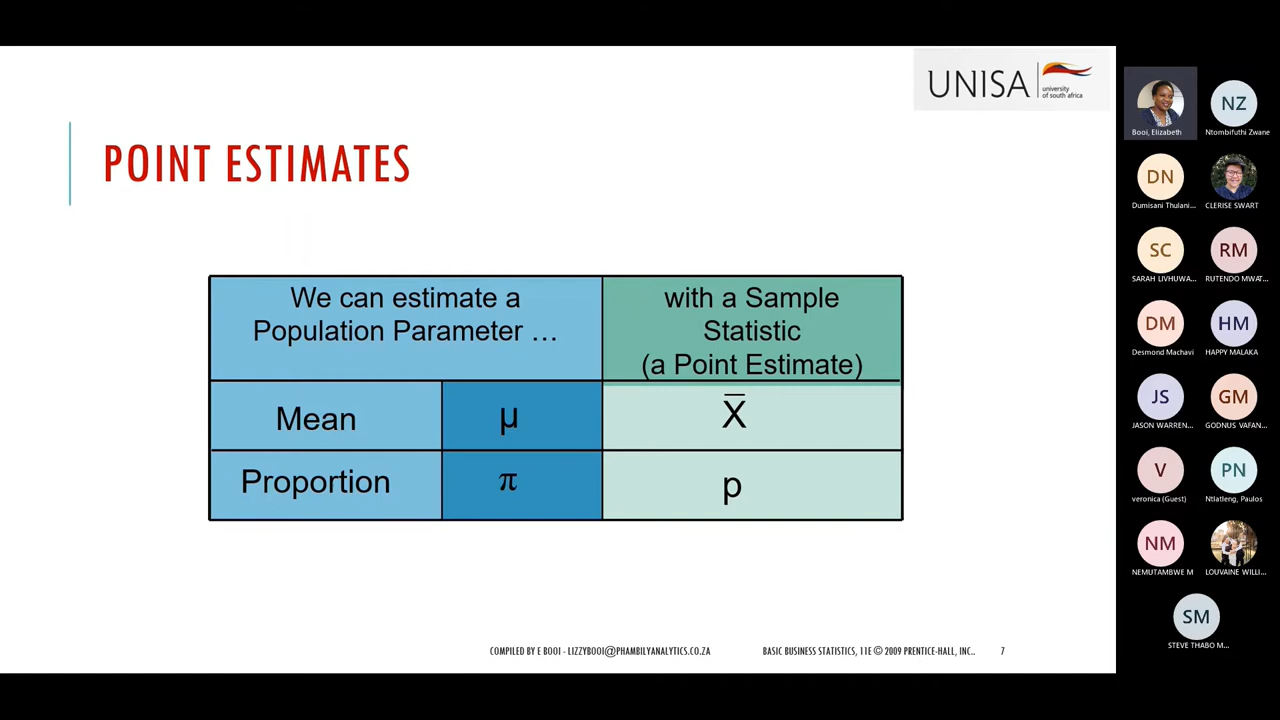 UNISA
university
of south africa
POINT ESTIMATES
We can estimate a
Population Parameter …
with a Sample
Statistic
(a Point Estimate)
Mean
μ
X̅
Proportion
π
p
COMPILED BY E BOOI - LIZZYBOOI@PHAMBILYANALYTICS.CO.ZA
BASIC BUSINESS STATISTICS, 11E © 2009 PRENTICE-HALL, INC..
7
Booi, Elizabeth
NZ
Ntombifuthi Zwane
DN
Dumisani Thulani...
CLERISE SWART
SC
SARAH LIVHUWA...
RM
RUTENDO MWAT...
DM
Desmond Machavi
HM
HAPPY MALAKA
JS
JASON WARREN...
GM
GODNUS VAFAN...
V
veronica (Guest)
PN
Ntlatleng, Paulos
NM
NEMUTAMBWE M
LOUVAINE WILLI...
SM
STEVE THABO M...